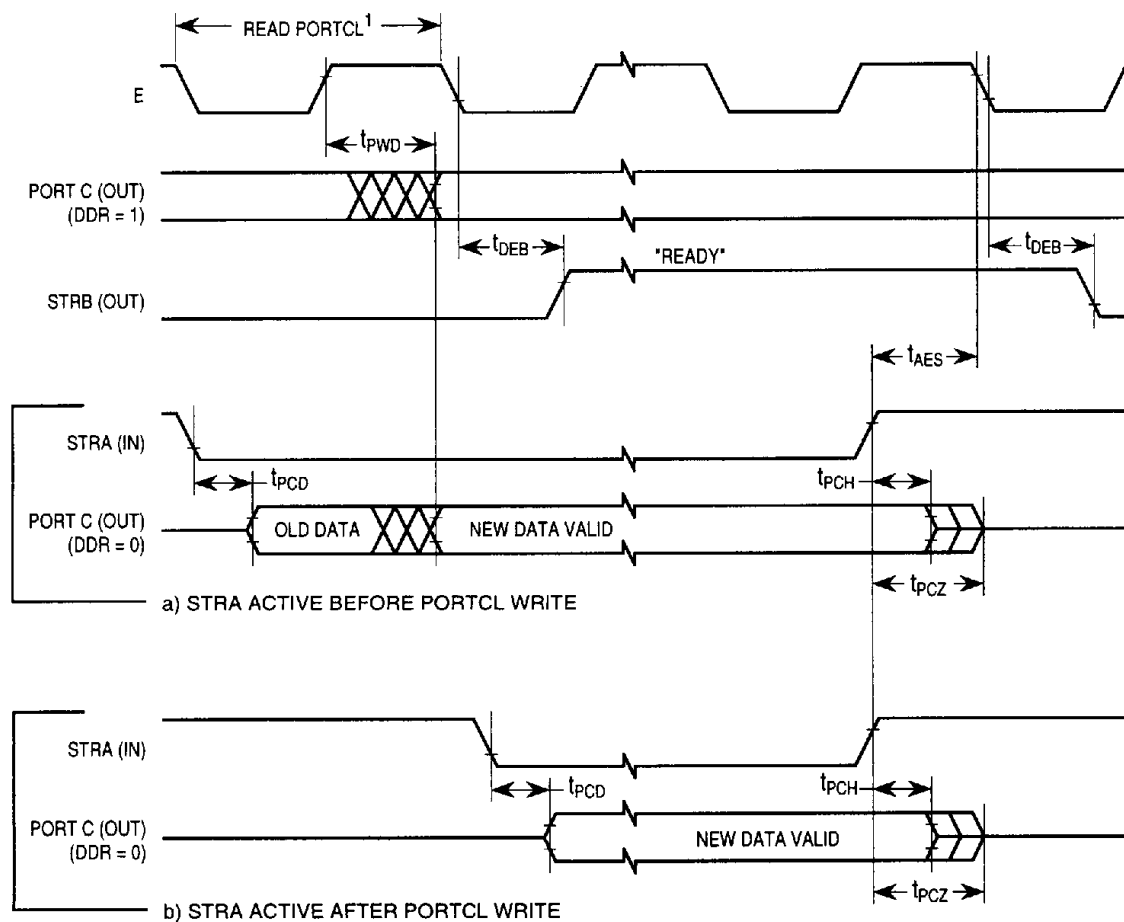 READ PORTCL1
E
tPWD
PORT C (OUT)
(DDR = 1)
tDEB
"READY"
tDEB
STRB (OUT)
tAES
STRA (IN)
tPCD
tPCH
PORT C (OUT)
(DDR = 0)
OLD DATA
NEW DATA VALID
tPCZ
a) STRA ACTIVE BEFORE PORTCL WRITE
STRA (IN)
tPCD
tPCH
PORT C (OUT)
(DDR = 0)
NEW DATA VALID
tPCZ
b) STRA ACTIVE AFTER PORTCL WRITE